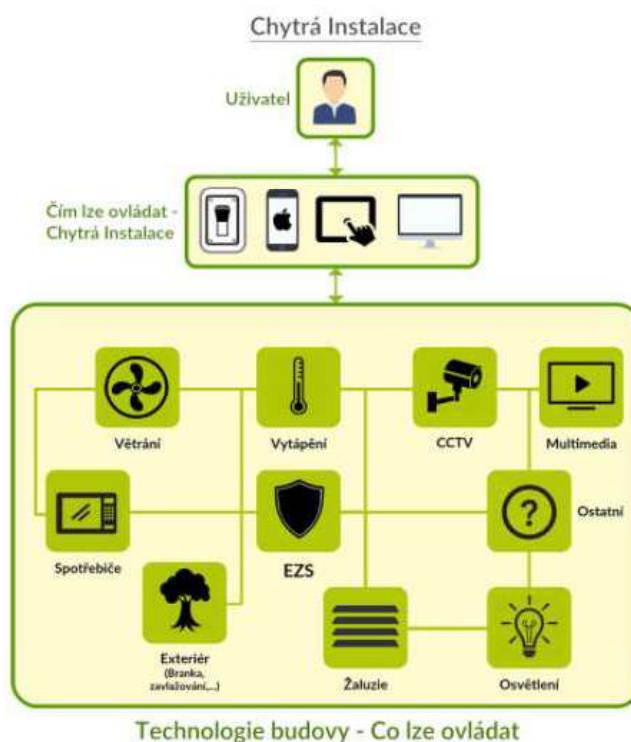 Chytrá Instalace
Uživatel
Čím lze ovládat -
Chytrá Instalace
Větrání
Vytápění
CCTV
Multimedia
Spotřebiče
EZS
Ostatní
Exteriér
(Branka,
zavlažování,...)
Žaluzie
Osvětlení
Technologie budovy - Co lze ovládat